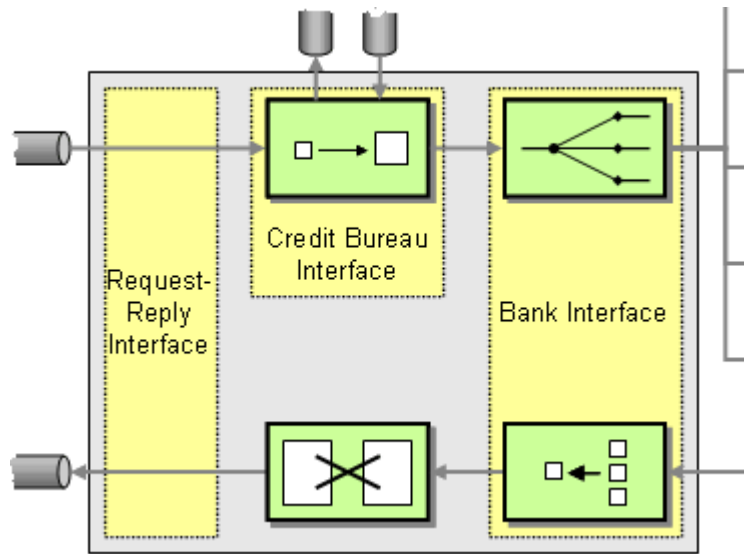 Credit Bureau
Interface
Request-
Reply
Interface
Bank Interface